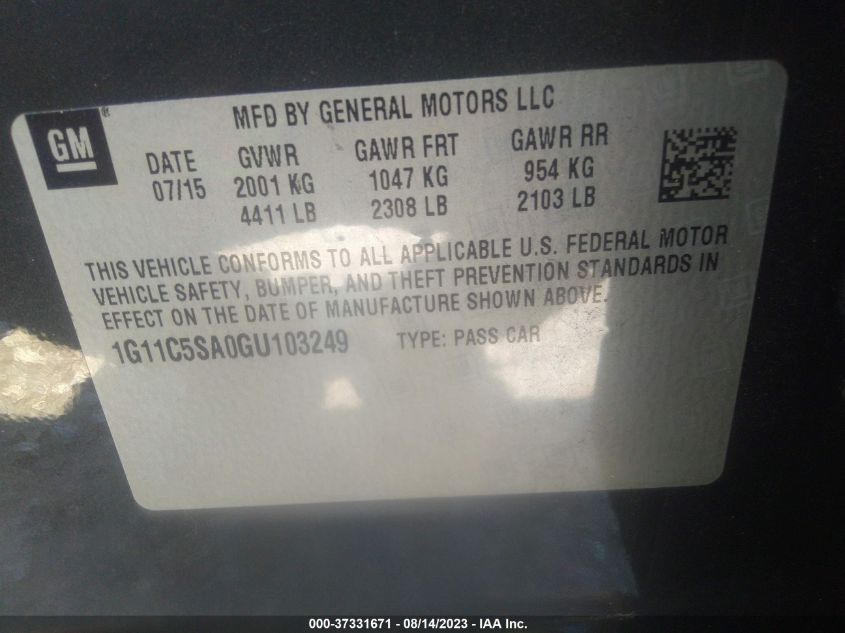 MFD BY GENERAL MOTORS LLC
GM®
DATE GVWR GAWR FRT GAWR RR
07/15 2001 KG 1047 KG 954 KG
4411 LB 2308 LB 2103 LB
THIS VEHICLE CONFORMS TO ALL APPLICABLE U.S. FEDERAL MOTOR
VEHICLE SAFETY, BUMPER, AND THEFT PREVENTION STANDARDS IN
EFFECT ON THE DATE OF MANUFACTURE SHOWN ABOVE.
1G11C5SA0GU103249 TYPE: PASS CAR
000-37331671 - 08/14/2023 - IAA Inc.